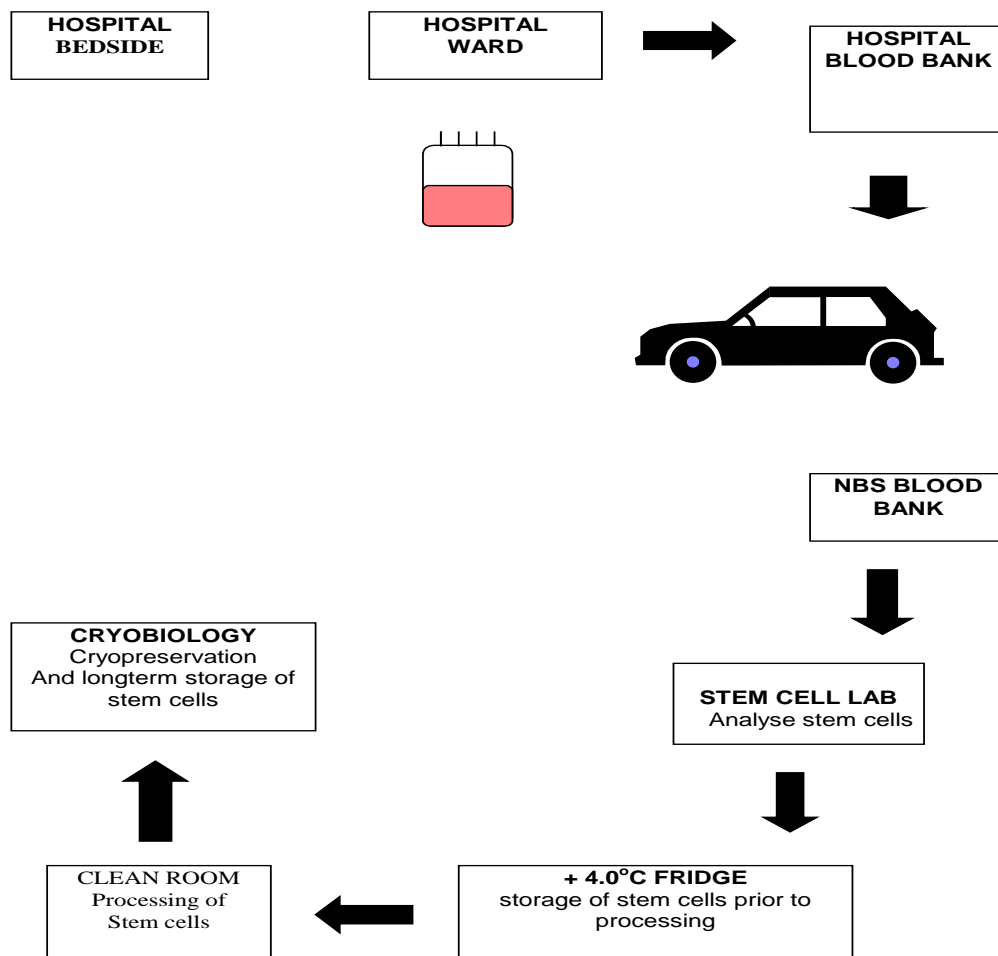 HOSPITAL
BEDSIDE
HOSPITAL
WARD
HOSPITAL
BLOOD BANK
NBS BLOOD
BANK
STEM CELL LAB
Analyse stem cells
+ 4.0°C FRIDGE
storage of stem cells prior to
processing
CLEAN ROOM
Processing of
Stem cells
CRYOBIOLOGY
Cryopreservation
And longterm storage of
stem cells